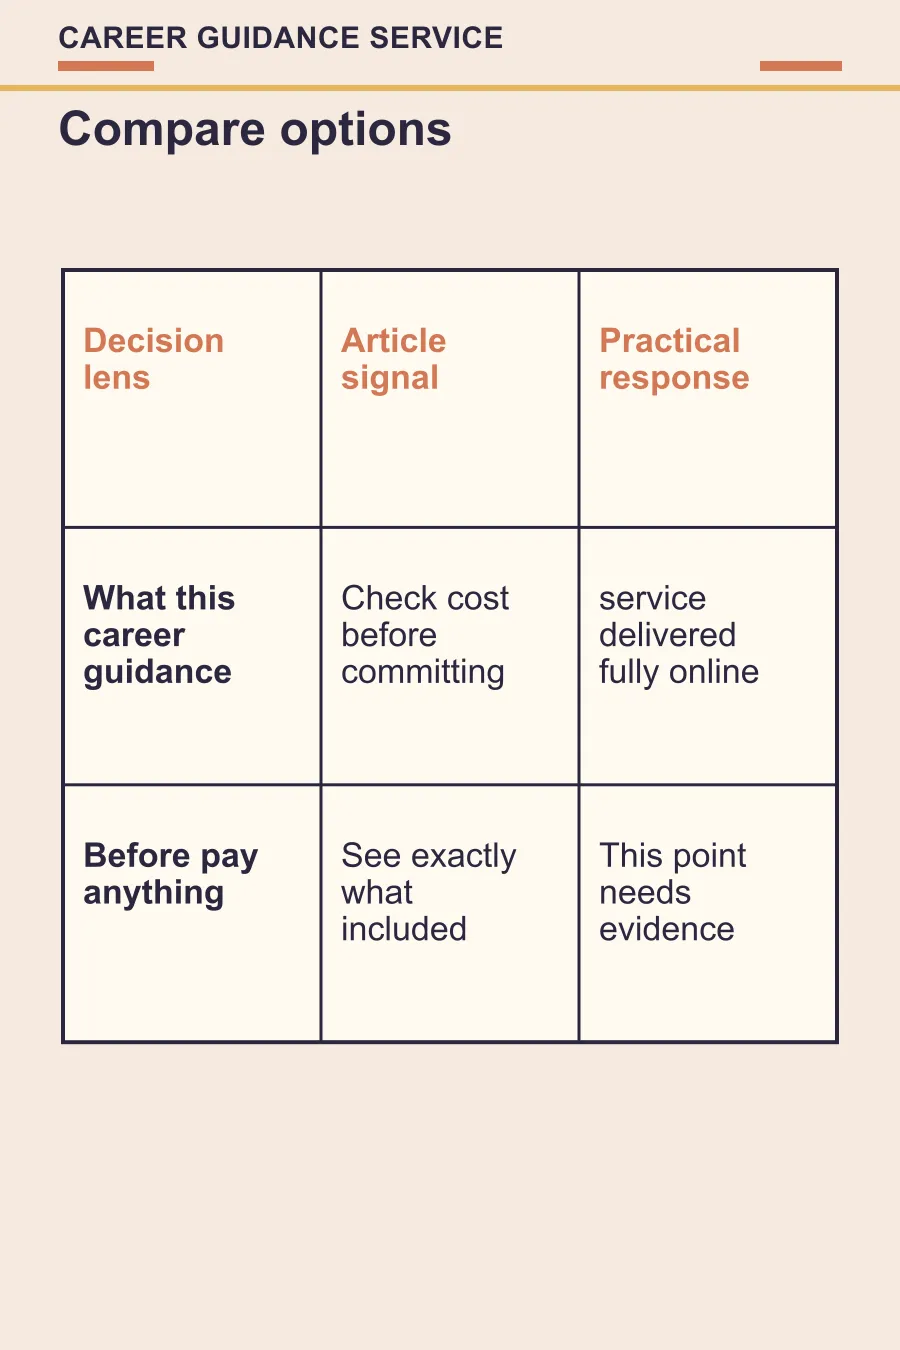 CAREER GUIDANCE SERVICE
Compare options
Decision
lens
Article
signal
Practical
response
What this
career
guidance
Check cost
before
committing
service
delivered
fully online
Before pay
anything
See exactly
what
included
This point
needs
evidence